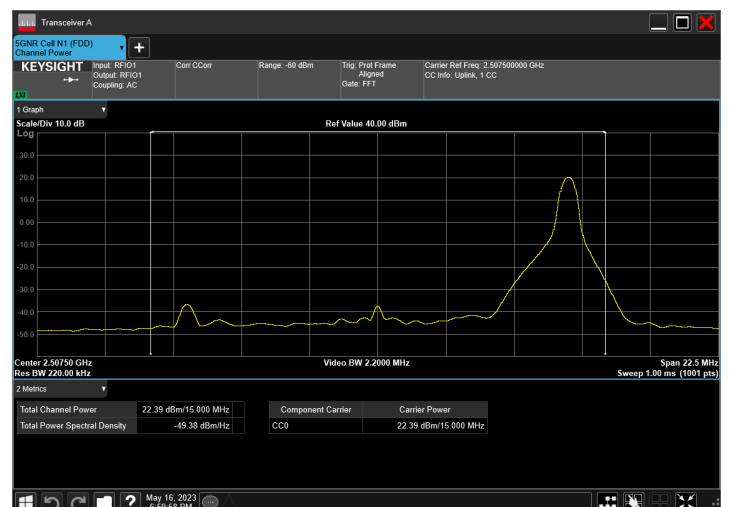 Transceiver A
5GNR Cell N1 (FDD)
Channel Power
KEYSIGHT
LXI
Input: RFIO1
Output: RFIO1
Coupling: AC
Corr CCorr
Range: -60 dBm
Trig: Prot Frame
Aligned
Gate: FFT
Carrier Ref Freq: 2.507500000 GHz
CC Info: Uplink, 1 CC
1 Graph
Scale/Div 10.0 dB
Ref Value 40.00 dBm
Log
30.0
20.0
10.0
0.00
-10.0
-20.0
-30.0
-40.0
-50.0
Center 2.50750 GHz
Video BW 2.2000 MHz
Span 22.5 MHz
Res BW 220.00 kHz
Sweep 1.00 ms (1001 pts)
2 Metrics
Total Channel Power 22.39 dBm/15.000 MHz
Total Power Spectral Density -49.38 dBm/Hz
Component Carrier Carrier Power
CC0 22.39 dBm/15.000 MHz
?
May 16, 2023
6:59:58 PM